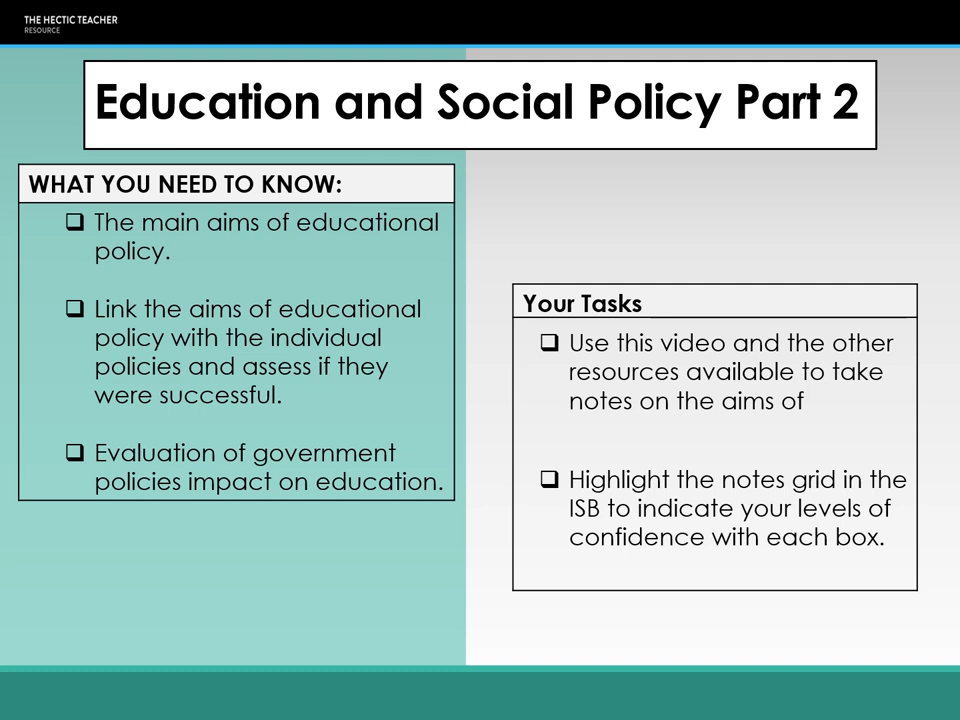 THE HECTIC TEACHER
RESOURCE
Education and Social Policy Part 2
WHAT YOU NEED TO KNOW:
❑ The main aims of educational
policy.
❑ Link the aims of educational
policy with the individual
policies and assess if they
were successful.
❑ Evaluation of government
policies impact on education.
Your Tasks
❑ Use this video and the other
resources available to take
notes on the aims of
❑ Highlight the notes grid in the
ISB to indicate your levels of
confidence with each box.